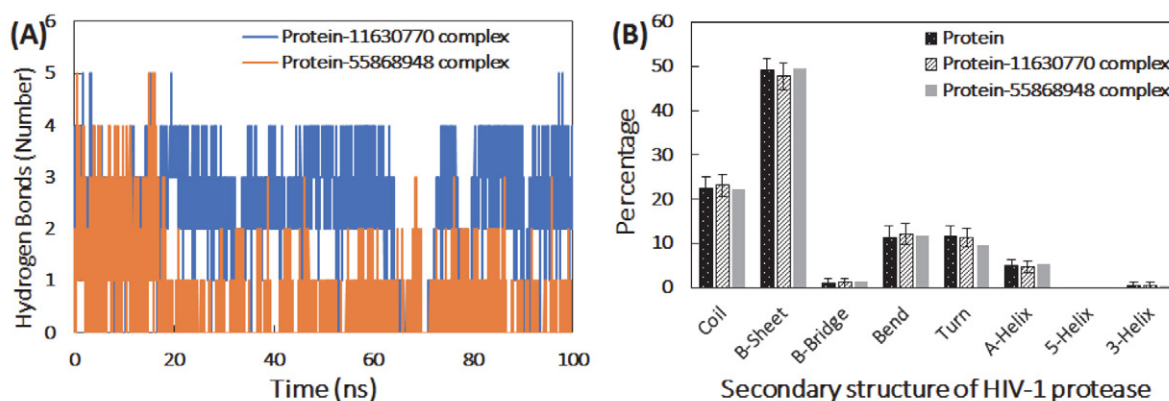 (A)
Protein-11630770 complex
Protein-55868948 complex
6
5
4
3
2
1
0
Hydrogen Bonds (Number)
0 20 40 60 80 100
Time (ns)
(B)
Protein
Protein-11630770 complex
Protein-55868948 complex
60
50
40
30
20
10
0
Percentage
Coil B-Sheet B-Bridge Bend Turn A-Helix 5-Helix 3-Helix
Secondary structure of HIV-1 protease